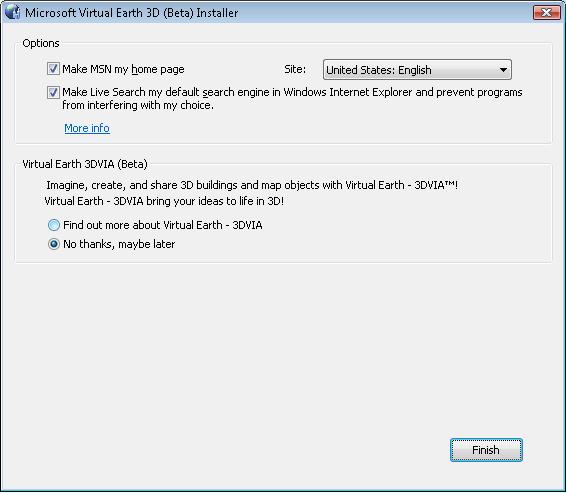 Microsoft Virtual Earth 3D (Beta) Installer
Options
Make MSN my home page
Site:
United States: English
Make Live Search my default search engine in Windows Internet Explorer and prevent programs
from interfering with my choice.
More info
Virtual Earth 3DVIA (Beta)
Imagine, create, and share 3D buildings and map objects with Virtual Earth - 3DVIA™!
Virtual Earth - 3DVIA bring your ideas to life in 3D!
Find out more about Virtual Earth - 3DVIA
No thanks, maybe later
Finish